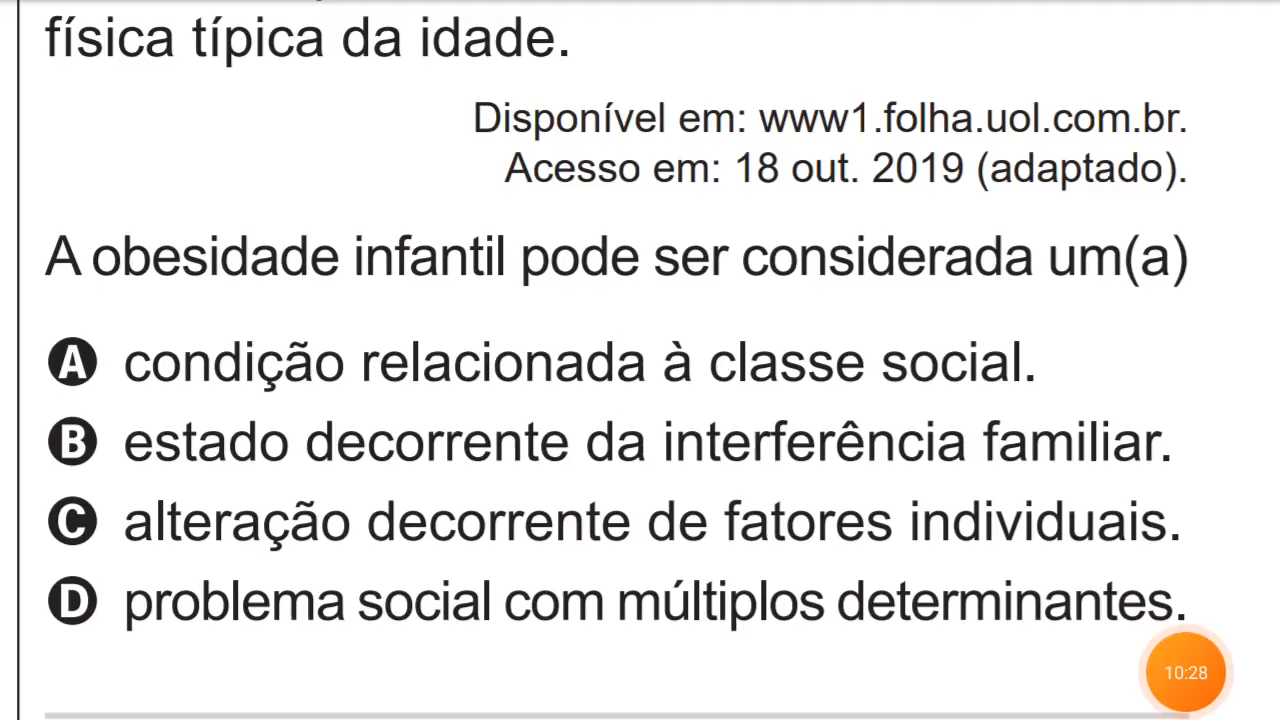 física típica da idade.
Disponível em: www1.folha.uol.com.br.
Acesso em: 18 out. 2019 (adaptado).
A obesidade infantil pode ser considerada um(a)
A condição relacionada à classe social.
B estado decorrente da interferência familiar.
C alteração decorrente de fatores individuais.
D problema social com múltiplos determinantes.
10:28